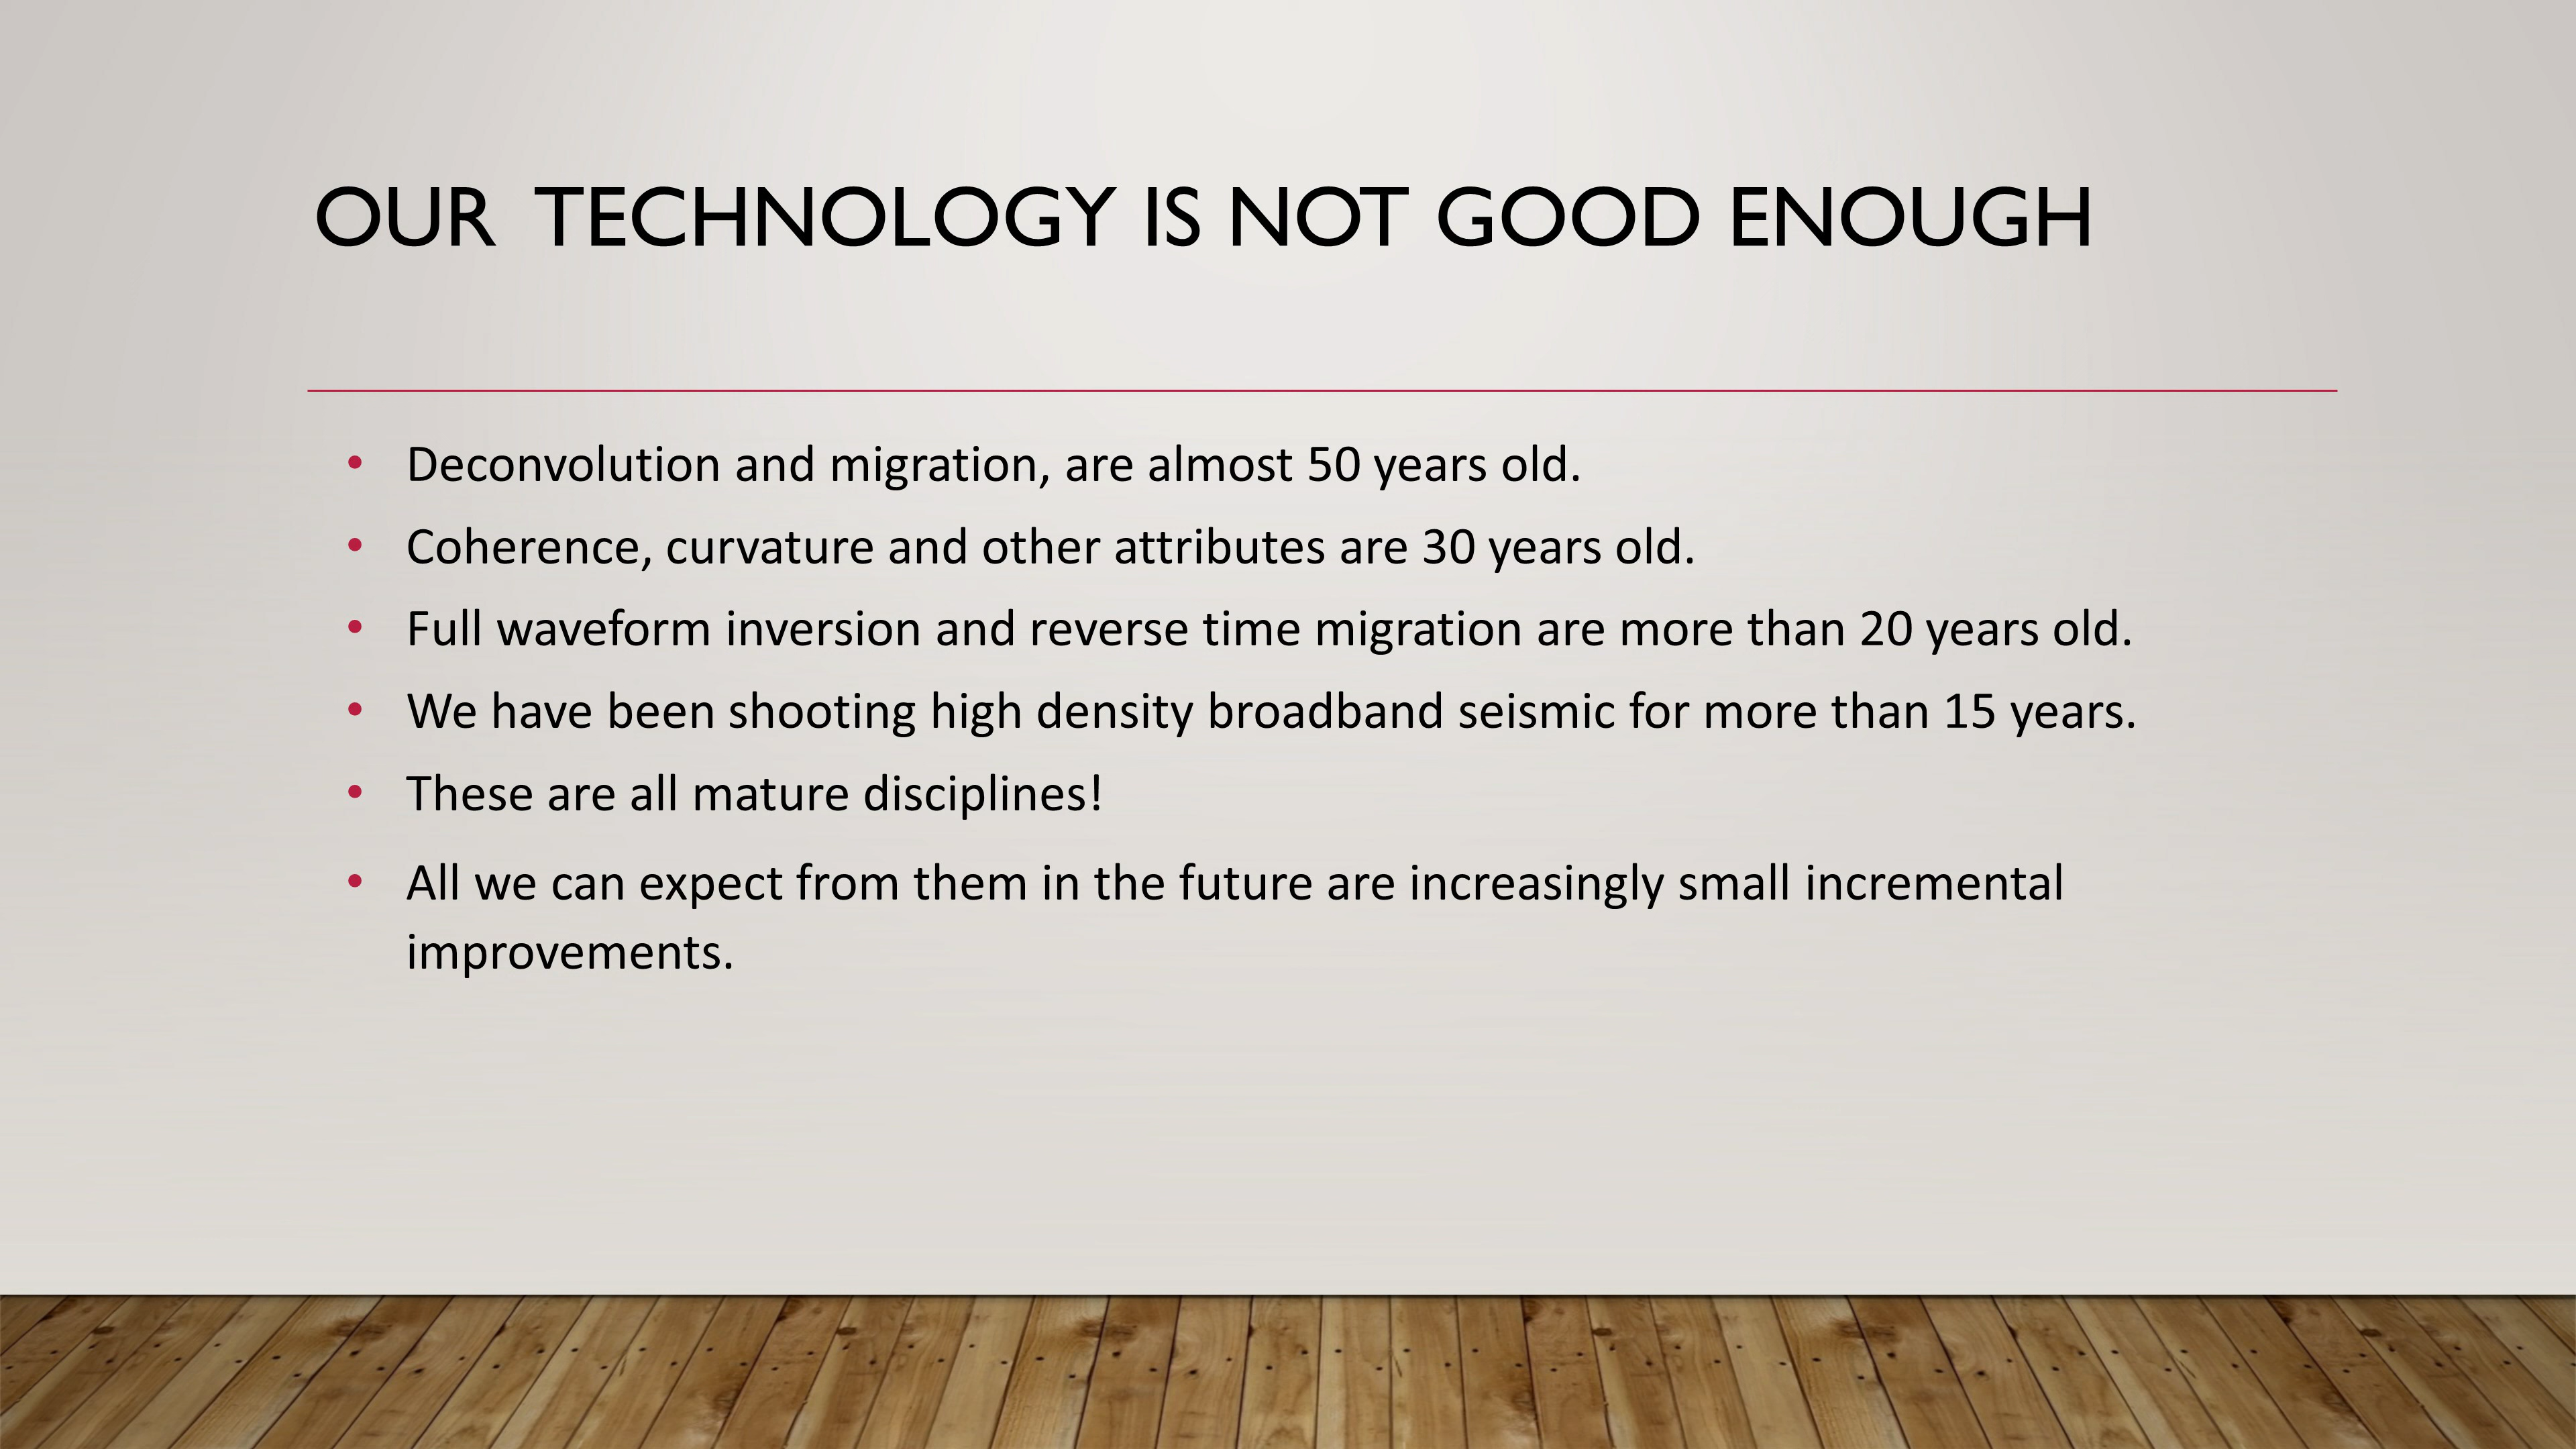 OUR TECHNOLOGY IS NOT GOOD ENOUGH
• Deconvolution and migration, are almost 50 years old.
• Coherence, curvature and other attributes are 30 years old.
• Full waveform inversion and reverse time migration are more than 20 years old.
• We have been shooting high density broadband seismic for more than 15 years.
• These are all mature disciplines!
• All we can expect from them in the future are increasingly small incremental
improvements.